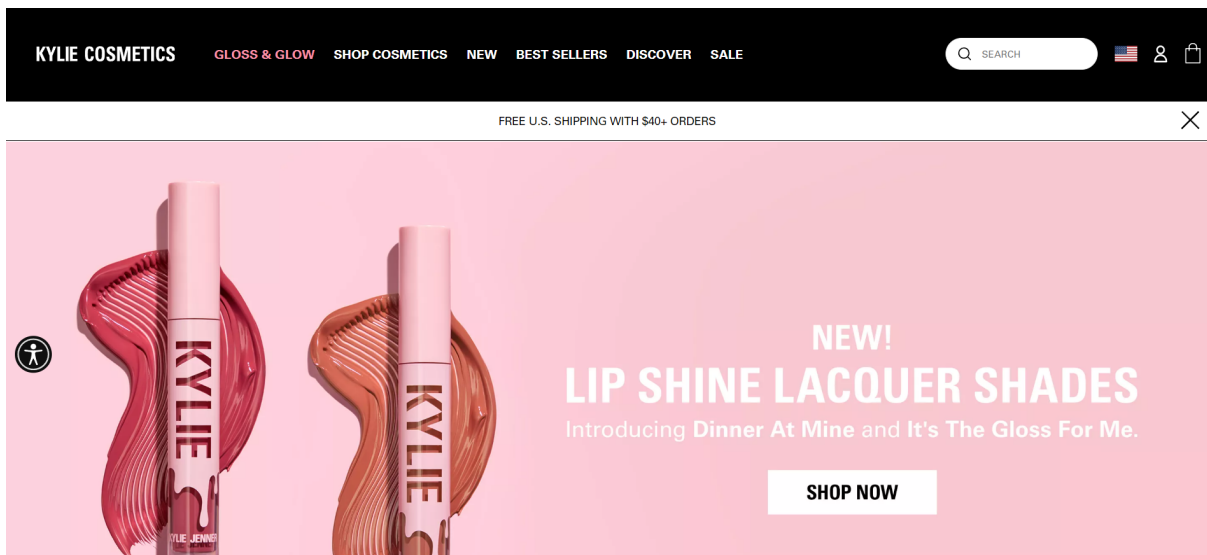 KYLIE COSMETICS
GLOSS & GLOW
SHOP COSMETICS
NEW
BEST SELLERS
DISCOVER
SALE
SEARCH
FREE U.S. SHIPPING WITH $40+ ORDERS
KYLIE
KYLIE JENNER
KYLIE
NEW!
LIP SHINE LACQUER SHADES
Introducing Dinner At Mine and It's The Gloss For Me.
SHOP NOW